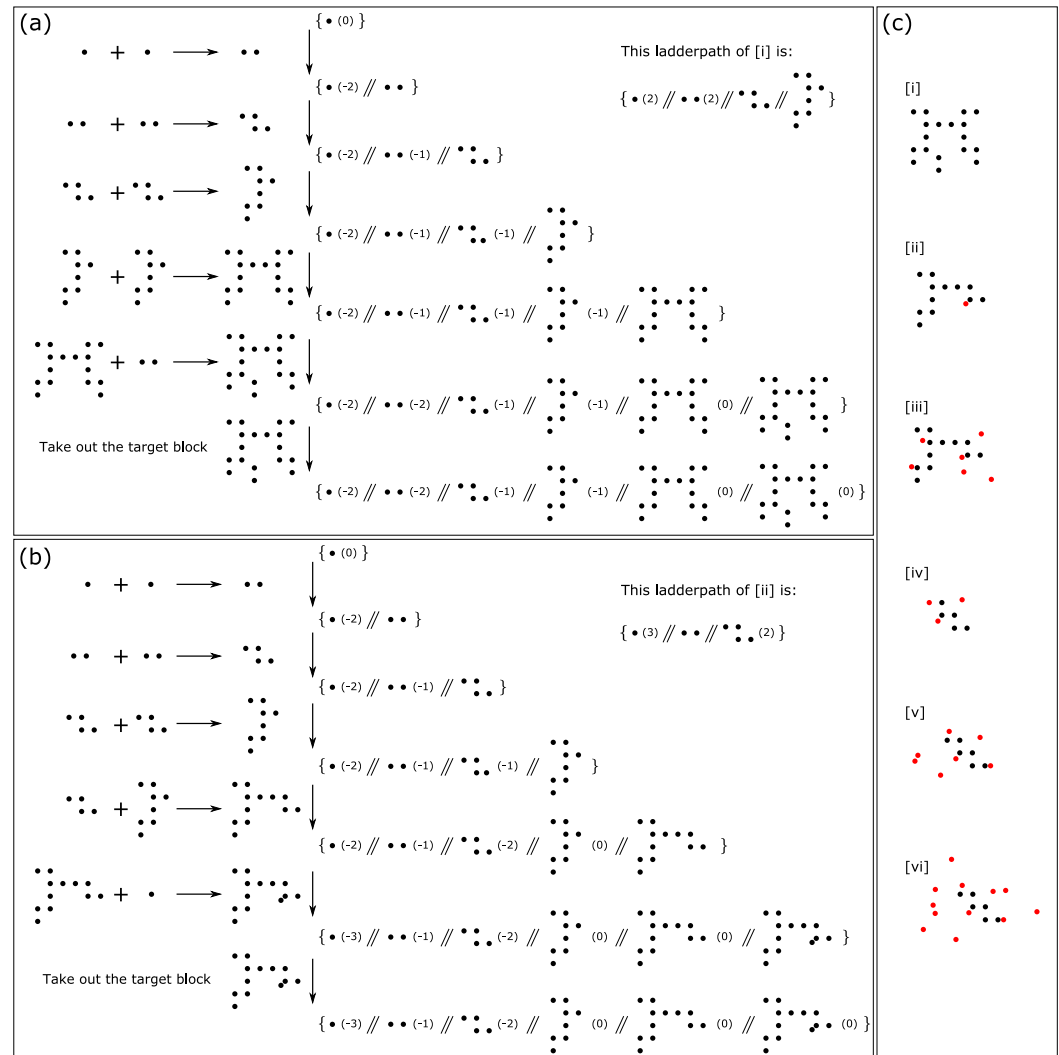 (a)
{ • (0) }
+
This ladderpath of [i] is:
{ • (2) // • • (2) // // }
{ • (-2) // • • }
+
{ • (-2) // • • (-1) // }
+
{ • (-2) // • • (-1) // (-1) // }
+
{ • (-2) // • • (-1) // (-1) // (-1) // }
+
{ • (-2) // • • (-2) // (-1) // (-1) // (0) // }
Take out the target block
{ • (-2) // • • (-2) // (-1) // (-1) // (0) // (0) }
(b)
{ • (0) }
+
This ladderpath of [ii] is:
{ • (3) // • • // (2) }
{ • (-2) // • • }
+
{ • (-2) // • • (-1) // }
+
{ • (-2) // • • (-1) // (-1) // }
+
{ • (-2) // • • (-1) // (-2) // (0) // }
+
{ • (-3) // • • (-1) // (-2) // (0) // (0) // }
Take out the target block
{ • (-3) // • • (-1) // (-2) // (0) // (0) // (0) }
(c)
[i]
[ii]
[iii]
[iv]
[v]
[vi]